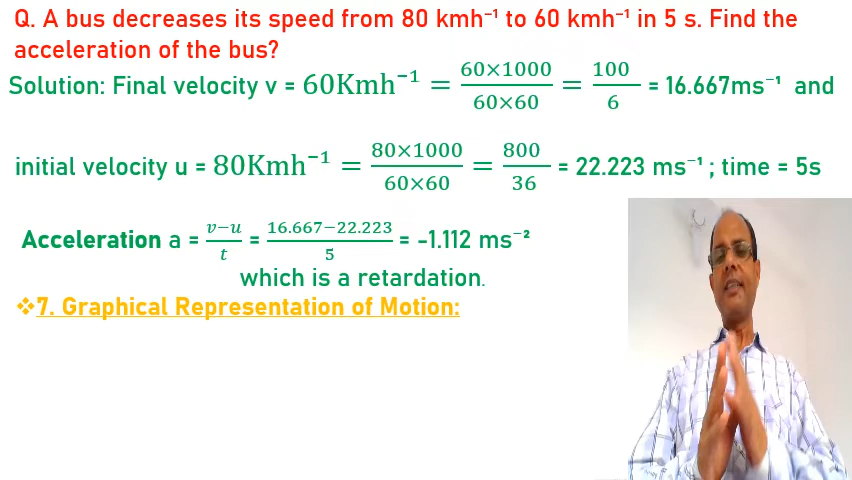 Q. A bus decreases its speed from 80 kmh⁻¹ to 60 kmh⁻¹ in 5 s. Find the
acceleration of the bus?
Solution: Final velocity v = 60Kmh⁻¹ = 60×1000/60×60 = 100/6 = 16.667ms⁻¹ and
initial velocity u = 80Kmh⁻¹ = 80×1000/60×60 = 800/36 = 22.223 ms⁻¹ ; time = 5s
Acceleration a = v−u/t = 16.667−22.223/5 = -1.112 ms⁻²
which is a retardation.
❖7. Graphical Representation of Motion: